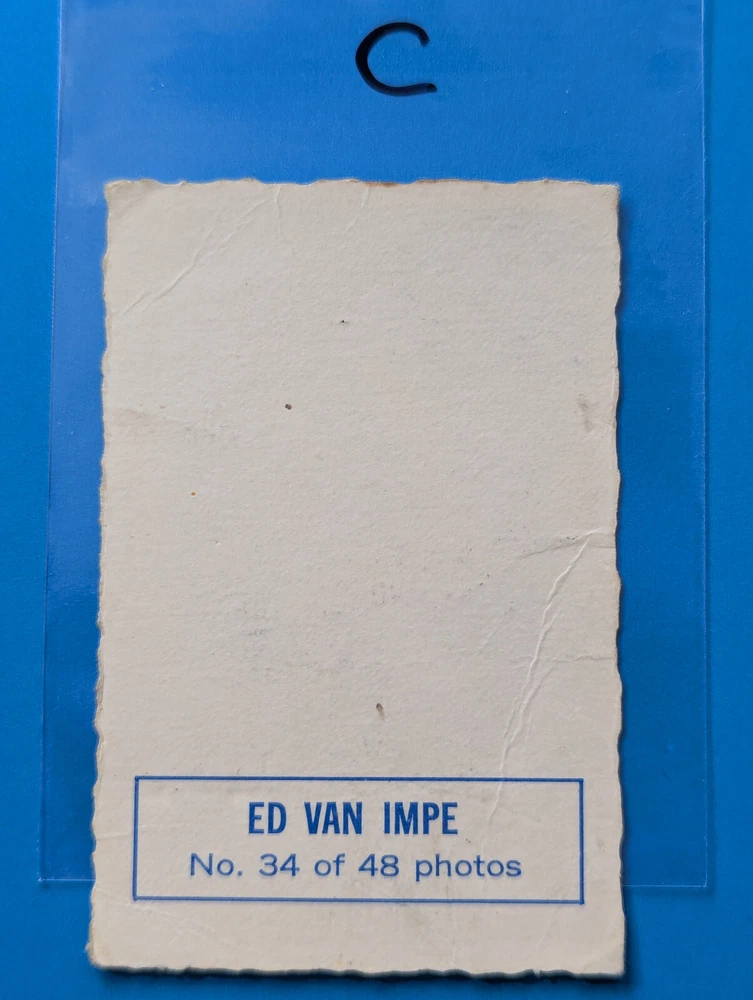 C
ED VAN IMPE
No. 34 of 48 photos